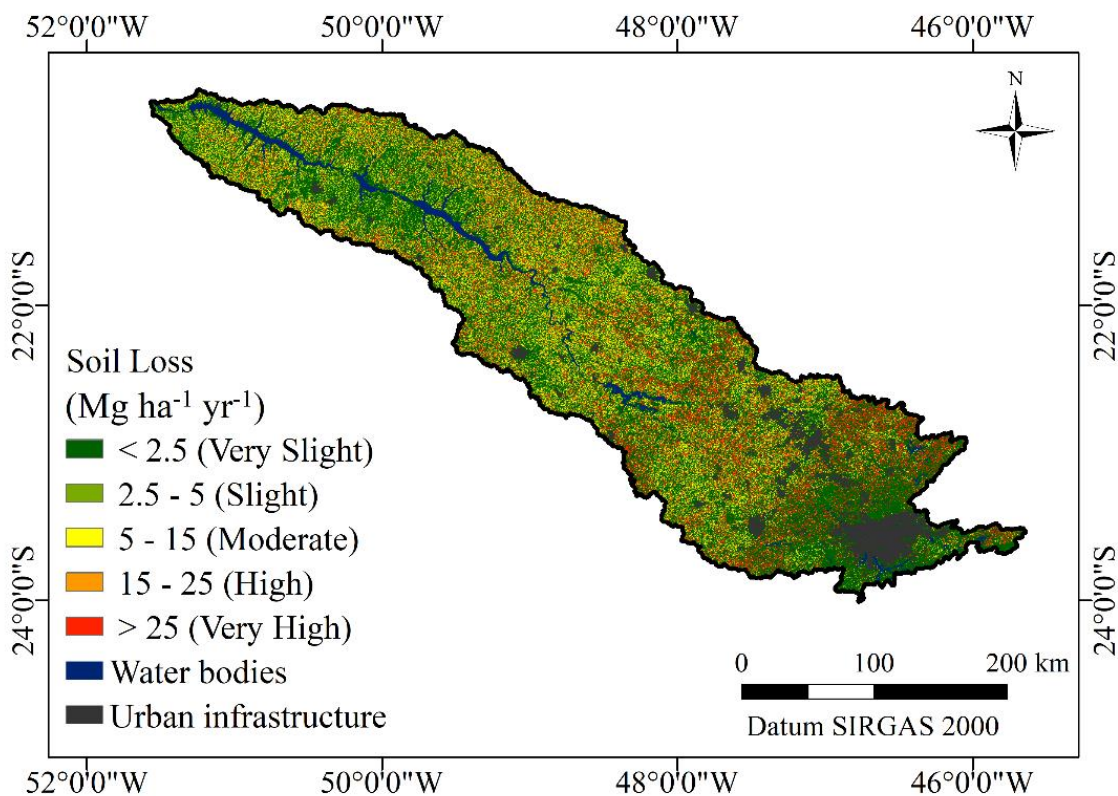 52°0'0"W 50°0'0"W 48°0'0"W 46°0'0"W
N
22°0'0"S
22°0'0"S
Soil Loss
(Mg ha⁻¹ yr⁻¹)
< 2.5 (Very Slight)
2.5 - 5 (Slight)
5 - 15 (Moderate)
15 - 25 (High)
> 25 (Very High)
Water bodies
Urban infrastructure
24°0'0"S
24°0'0"S
0 100 200 km
Datum SIRGAS 2000
52°0'0"W 50°0'0"W 48°0'0"W 46°0'0"W